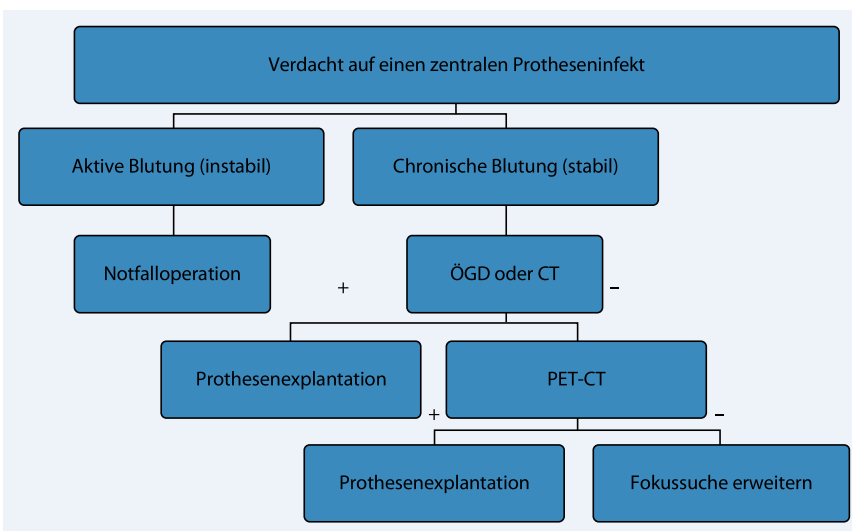 Verdacht auf einen zentralen Protheseninfekt
Aktive Blutung (instabil)
Chronische Blutung (stabil)
Notfalloperation
+
ÖGD oder CT
–
Prothesenexplantation
PET-CT
+
–
Prothesenexplantation
Fokussuche erweitern